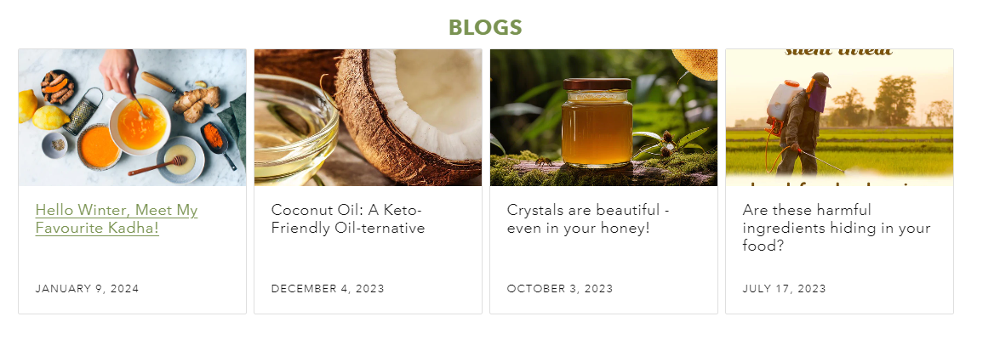 BLOGS
silent threat
Hello Winter, Meet My
Favourite Kadha!
JANUARY 9, 2024
Coconut Oil: A Keto-
Friendly Oil-ternative
DECEMBER 4, 2023
Crystals are beautiful -
even in your honey!
OCTOBER 3, 2023
Are these harmful
ingredients hiding in your
food?
JULY 17, 2023